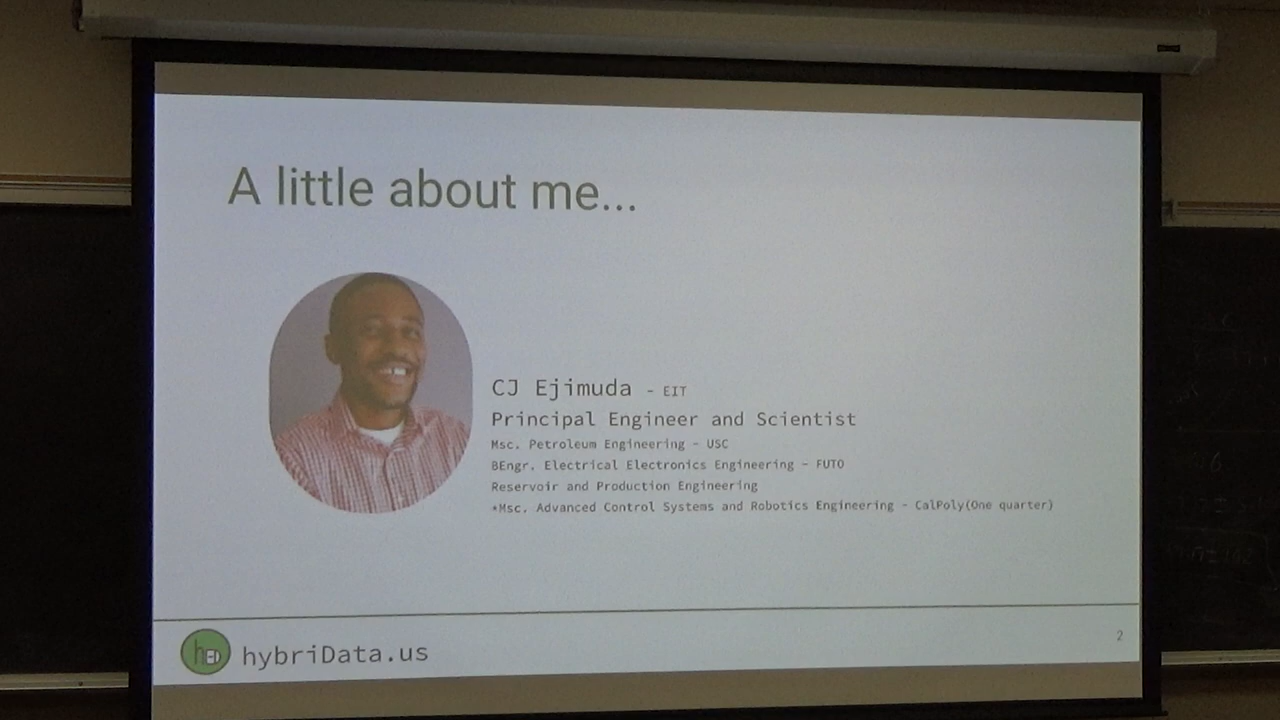 A little about me...
CJ Ejimuda - EIT
Principal Engineer and Scientist
Msc. Petroleum Engineering - USC
BEngr. Electrical Electronics Engineering - FUTO
Reservoir and Production Engineering
*Msc. Advanced Control Systems and Robotics Engineering - CalPoly(One quarter)
hybriData.us
2